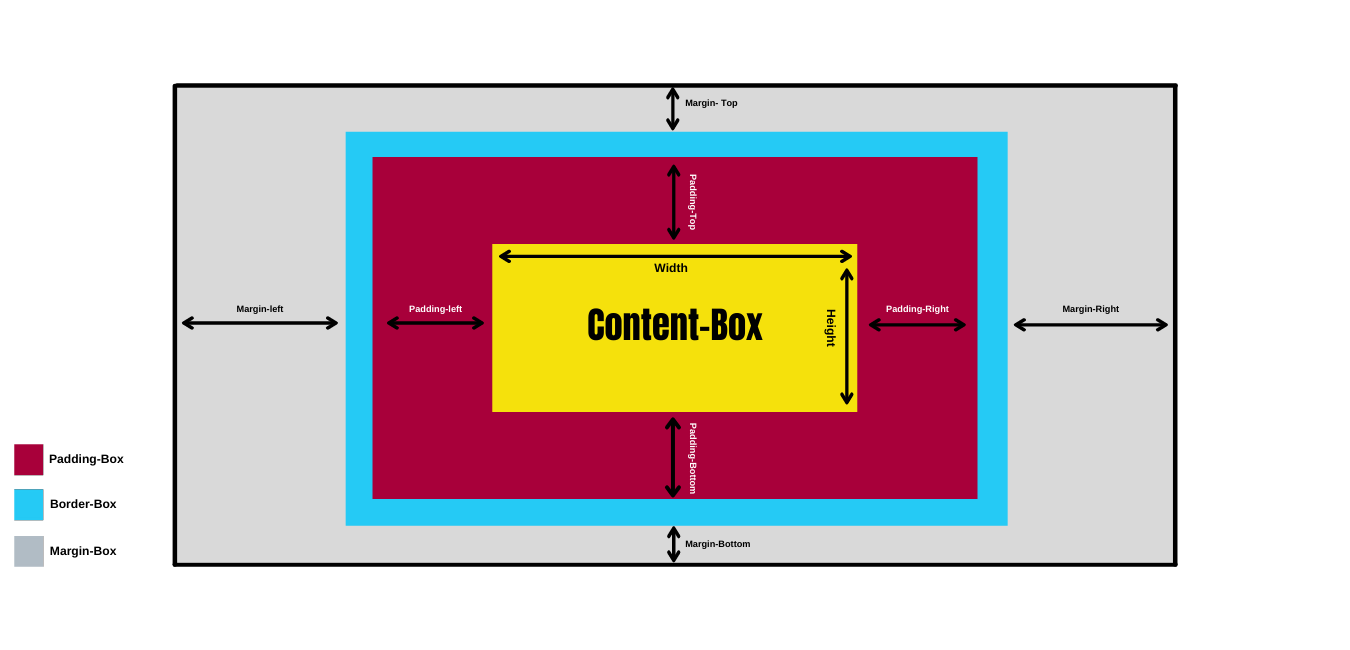 Margin- Top
Padding-Top
Width
Margin-left
Padding-left
Content-Box
Height
Padding-Right
Margin-Right
Padding-Bottom
Margin-Bottom
Padding-Box
Border-Box
Margin-Box